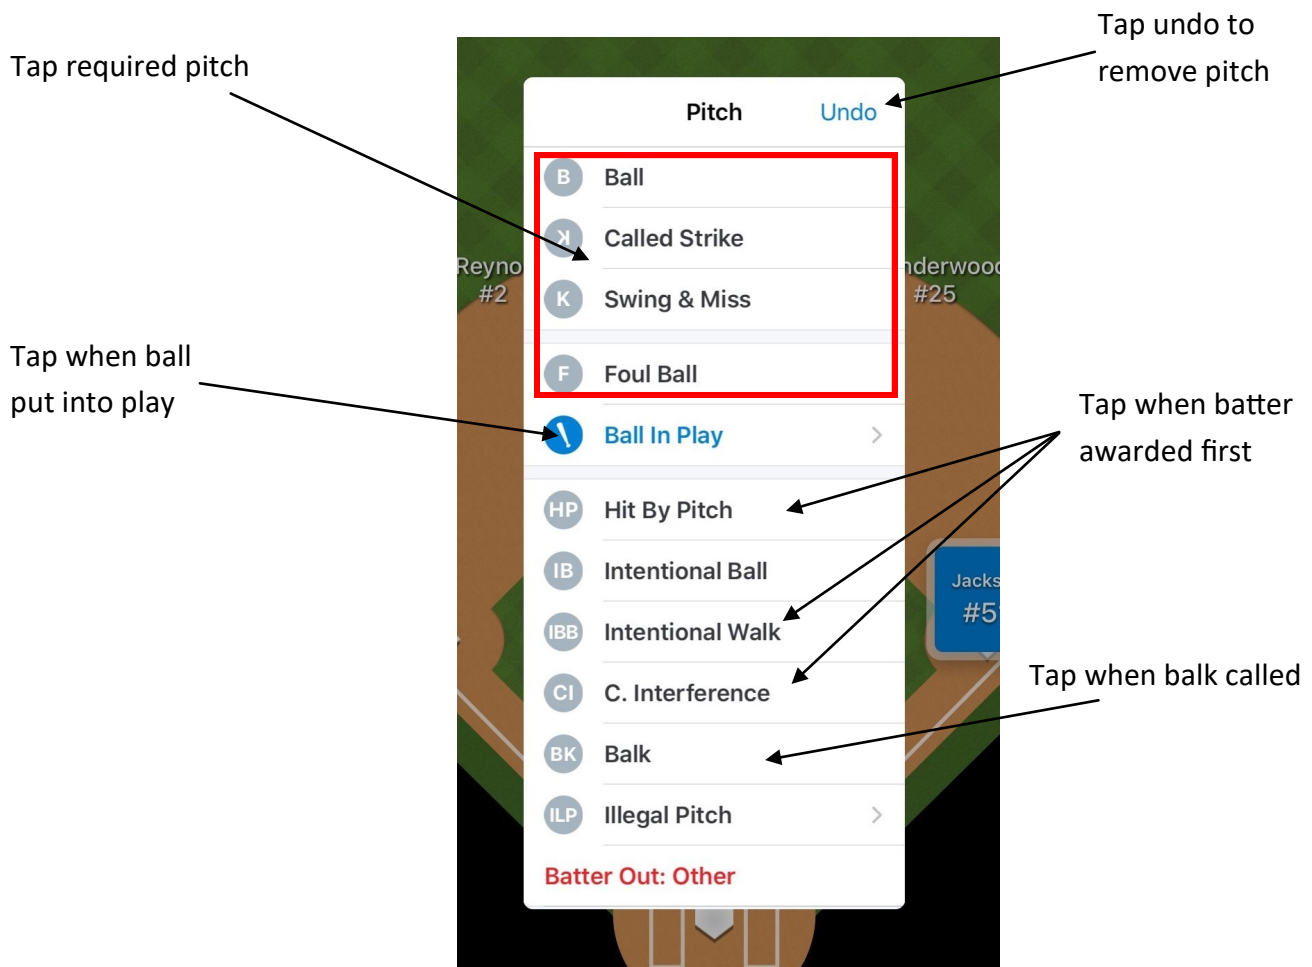 Tap undo to
remove pitch
Tap required pitch
Pitch
Undo
B Ball
K Called Strike
Reyno
#2
nderwood
#25
K Swing & Miss
Tap when ball
put into play
F Foul Ball
Ball In Play
Tap when batter
awarded first
HP Hit By Pitch
IB Intentional Ball
Jacks
#5
IBB Intentional Walk
CI C. Interference
Tap when balk called
BK Balk
ILP Illegal Pitch
Batter Out: Other